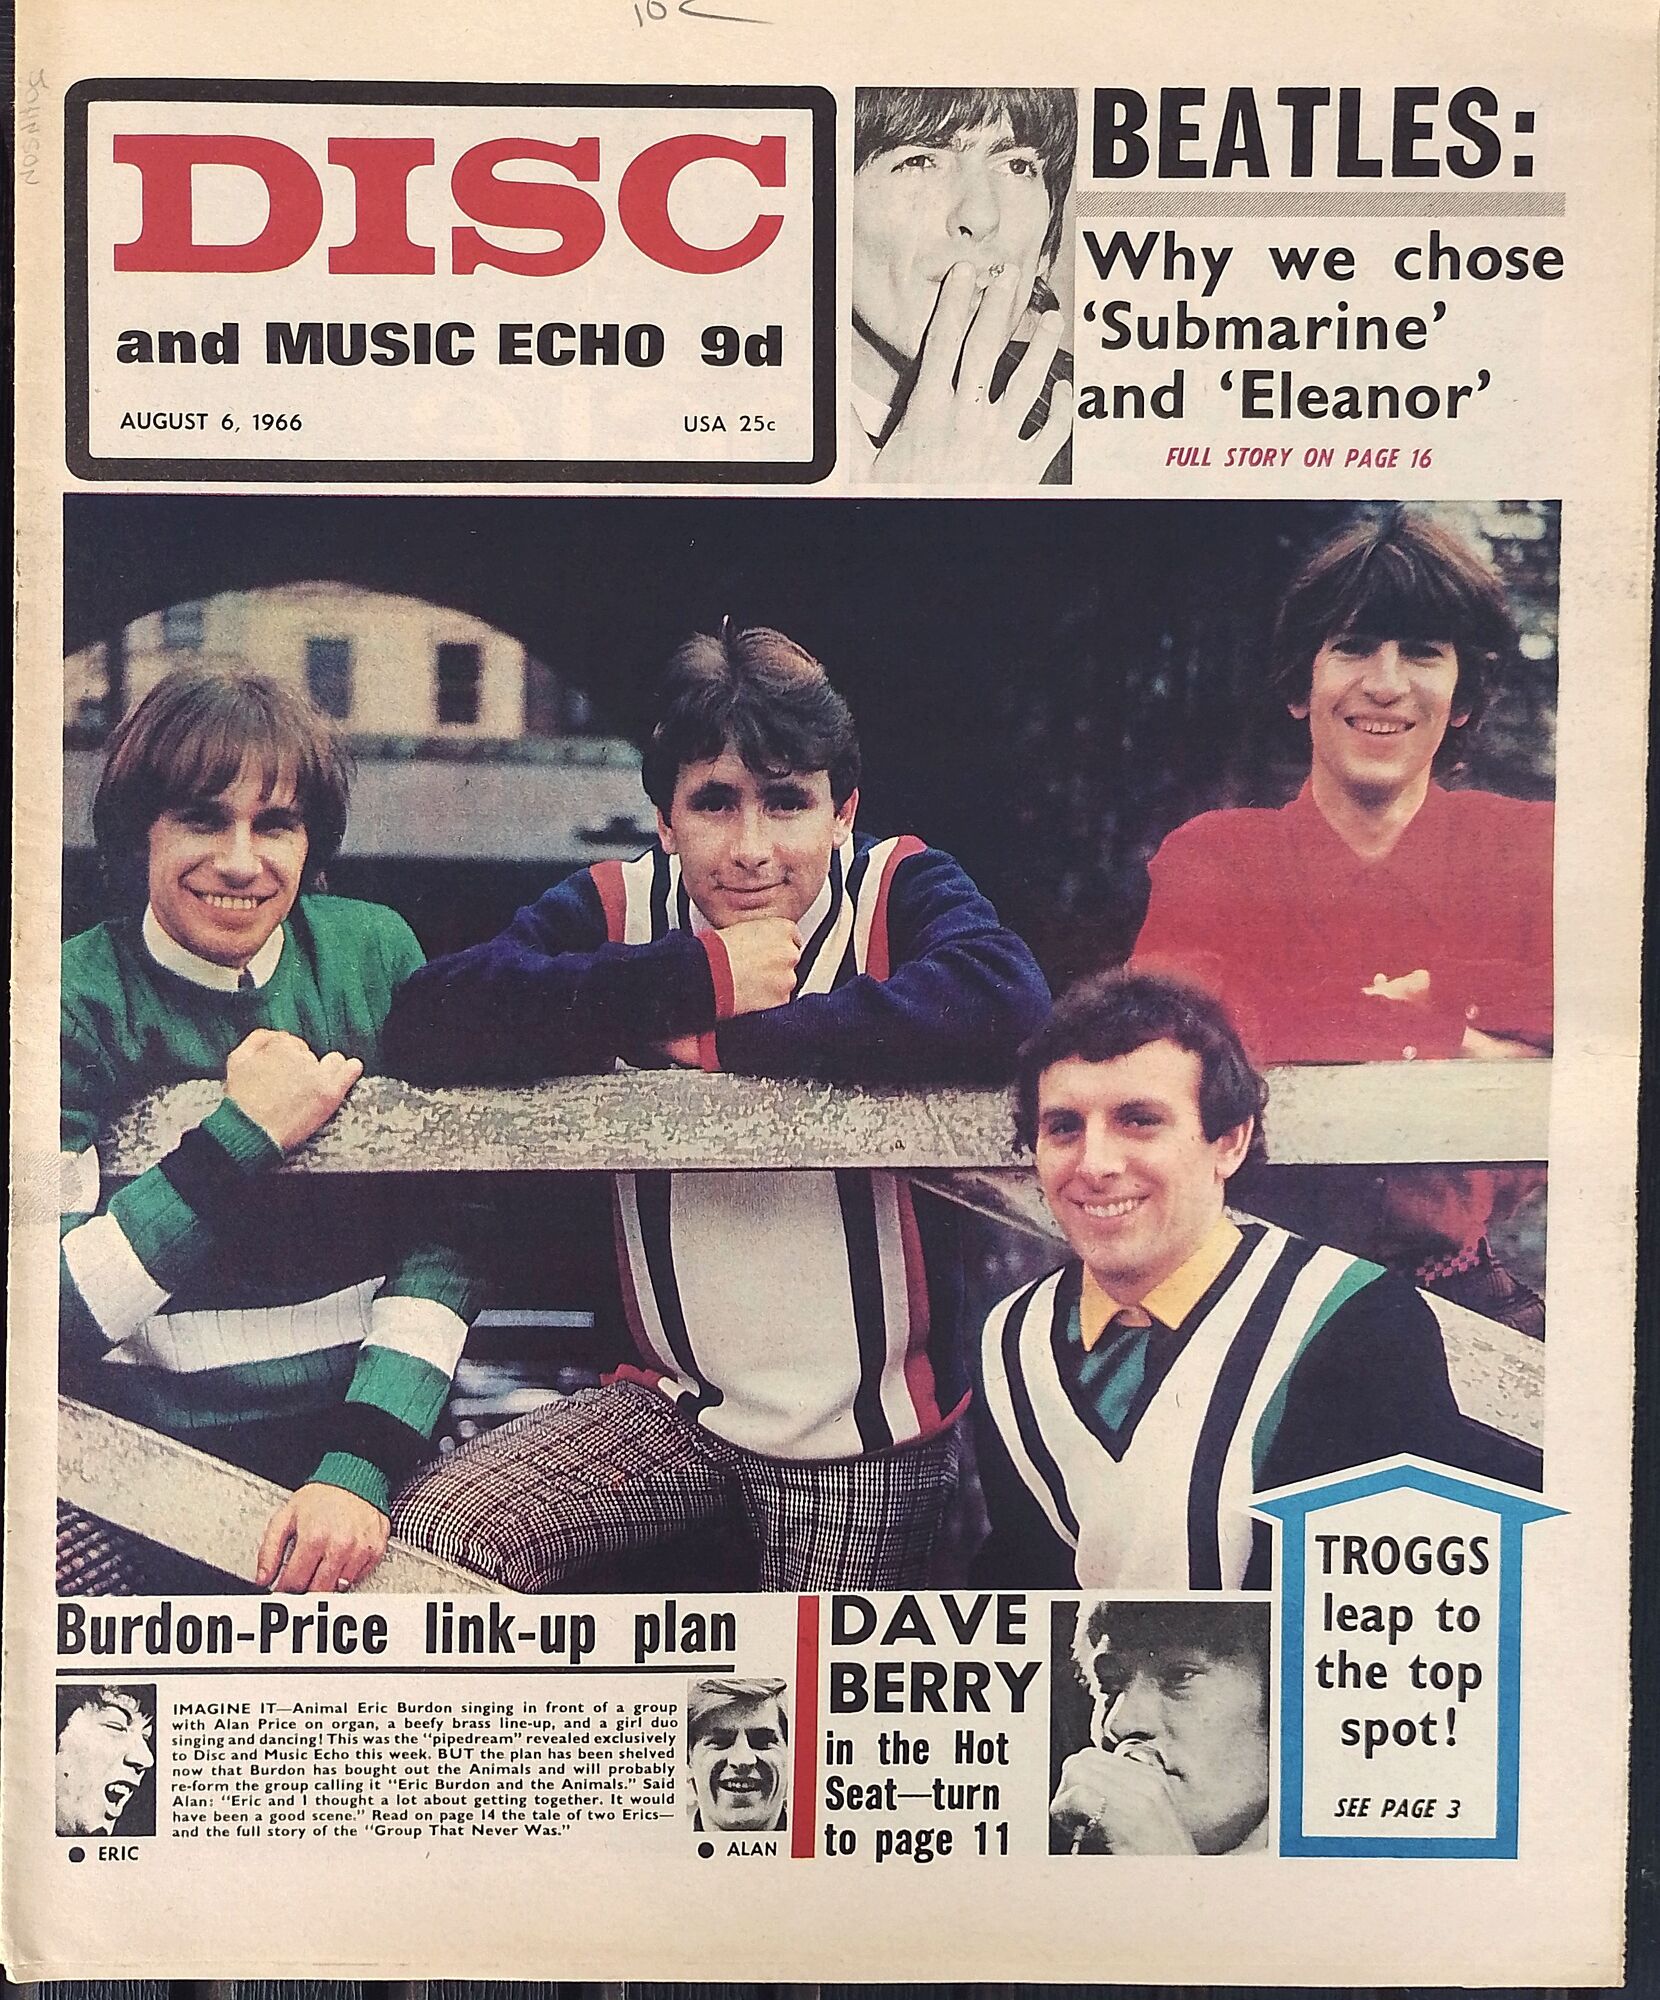 10c
JOHNSON
DISC
and MUSIC ECHO 9d
AUGUST 6, 1966 USA 25c
BEATLES:
Why we chose
‘Submarine’
and ‘Eleanor’
FULL STORY ON PAGE 16
Burdon-Price link-up plan
IMAGINE IT—Animal Eric Burdon singing in front of a group
with Alan Price on organ, a beefy brass line-up, and a girl duo
singing and dancing! This was the “pipedream” revealed exclusively
to Disc and Music Echo this week. BUT the plan has been shelved
now that Burdon has bought out the Animals and will probably
re-form the group calling it “Eric Burdon and the Animals.” Said
Alan: “Eric and I thought a lot about getting together. It would
have been a good scene.” Read on page 14 the tale of two Erics—
and the full story of the “Group That Never Was.”
● ERIC
● ALAN
DAVE
BERRY
in the Hot
Seat—turn
to page 11
TROGGS
leap to
the top
spot!
SEE PAGE 3